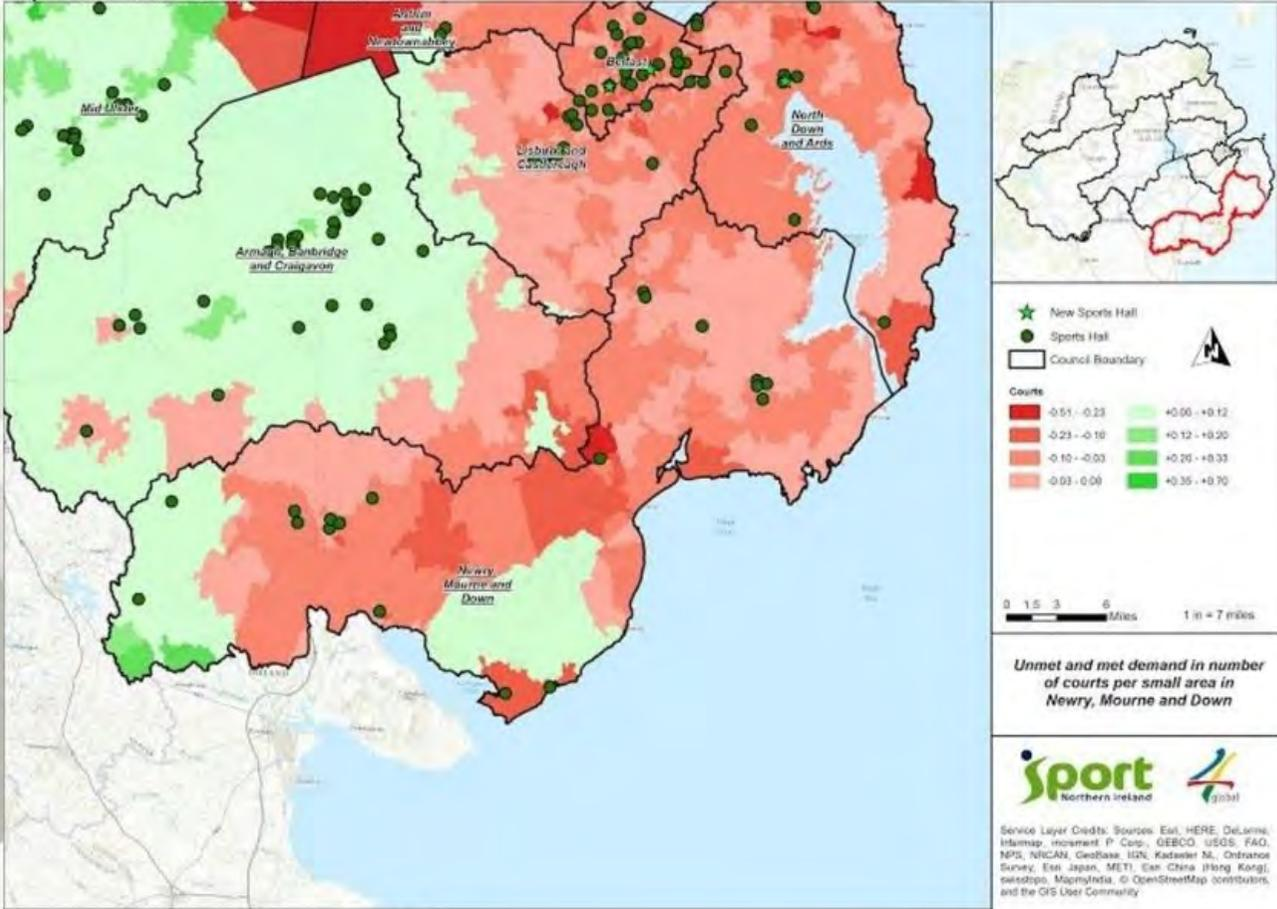 Antrim
and
Newtownabbey
Mid Ulster
Belfast
Lisburn and
Castlereagh
North
Down
and Ards
Armagh, Banbridge
and Craigavon
Newry
Mourne and
Down
IRELAND
New Sports Hall
Sports Hall
Council Boundary
N
Courts
-0.51 - -0.23
-0.23 - -0.10
-0.10 - -0.03
-0.03 - 0.00
+0.00 - +0.12
+0.12 - +0.20
+0.20 - +0.33
+0.35 - +0.70
0 1.5 3 6
Miles
1 in = 7 miles
Unmet and met demand in number
of courts per small area in
Newry, Mourne and Down
sport
Northern Ireland
4
global
Service Layer Credits: Sources: Esri, HERE, DeLorme,
Intermap, increment P Corp., GEBCO, USGS, FAO,
NPS, NRCAN, GeoBase, IGN, Kadaster NL, Ordnance
Survey, Esri Japan, METI, Esri China (Hong Kong),
swisstopo, MapmyIndia, © OpenStreetMap contributors,
and the GIS User Community